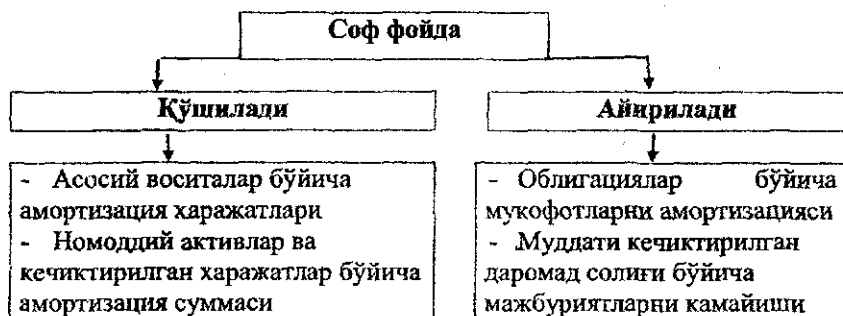 Соф фойда
Қўшилади
Айирилади
- Асосий воситалар бўйича
амортизация харажатлари
- Номоддий активлар ва
кечиктирилган харажатлар бўйича
амортизация суммаси
- Облигациялар бўйича
мукофотларни амортизацияси
- Муддати кечиктирилган
даромад солиғи бўйича
мажбуриятларни камайиши